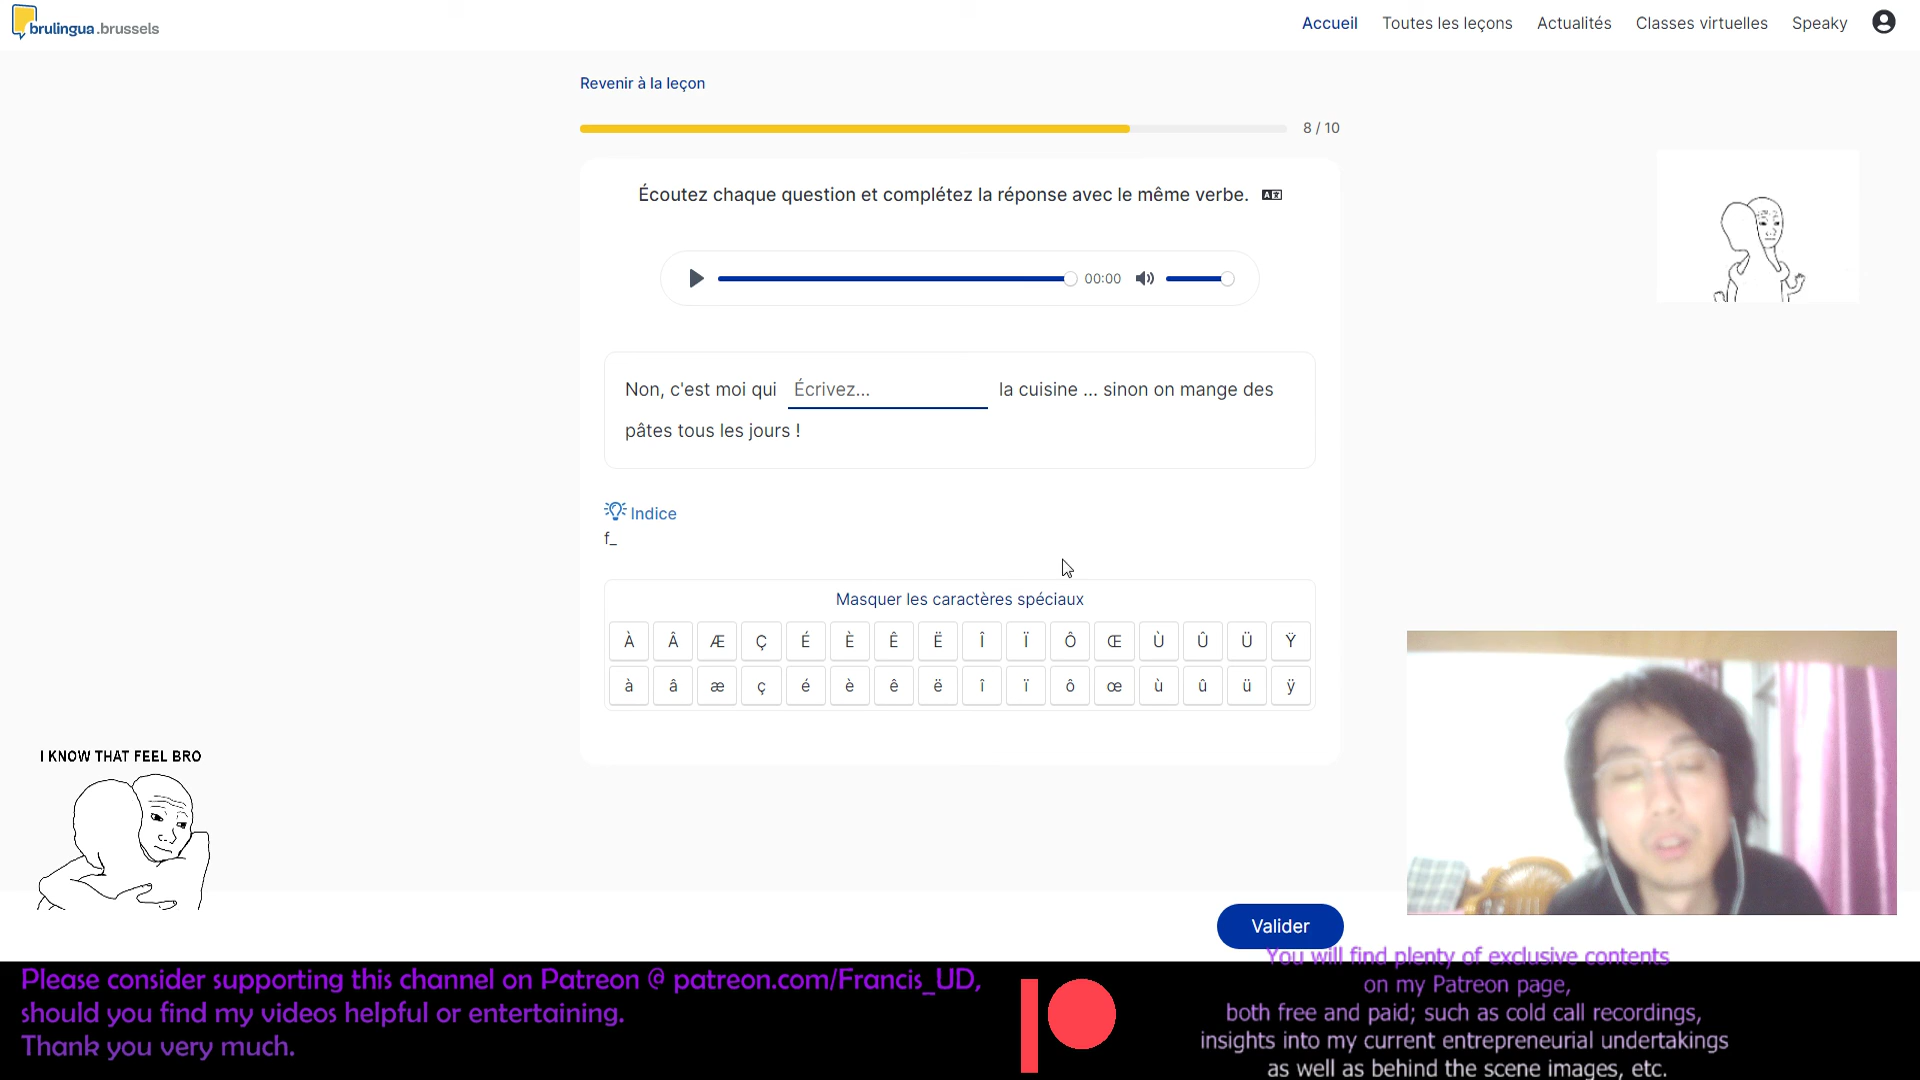 brulingua.brussels
Accueil Toutes les leçons Actualités Classes virtuelles Speaky
Revenir à la leçon
8 / 10
Écoutez chaque question et complétez la réponse avec le même verbe.
00:00
Non, c'est moi qui Écrivez... la cuisine ... sinon on mange des
pâtes tous les jours !
Indice
f_
Masquer les caractères spéciaux
À Â Æ Ç É È Ê Ë Î Ï Ô Œ Ù Û Ü Ÿ
à â æ ç é è ê ë î ï ô œ ù û ü ÿ
I KNOW THAT FEEL BRO
Valider
Please consider supporting this channel on Patreon @ patreon.com/Francis_UD,
should you find my videos helpful or entertaining.
Thank you very much.
You will find plenty of exclusive contents
on my Patreon page,
both free and paid; such as cold call recordings,
insights into my current entrepreneurial undertakings
as well as behind the scene images, etc.